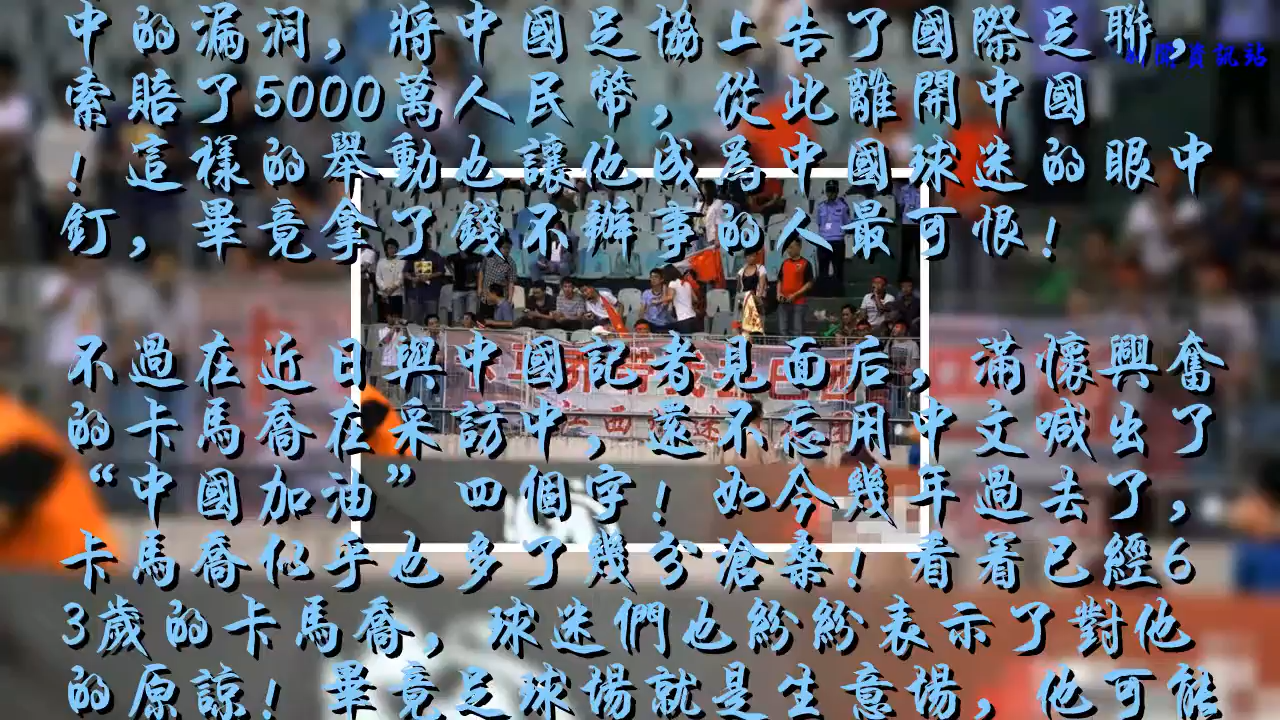 中的漏洞，將中國足協上告了國際足聯，
索賠了5000萬人民幣，從此離開中國
！這樣的舉動也讓他成為中國球迷的眼中
釘，畢竟拿了錢不辦事的人最可恨！
不過在近日與中國記者見面后，滿懷興奮
的卡馬喬在采訪中，還不忘用中文喊出了
“中國加油”四個字！如今幾年過去了，
卡馬喬似乎也多了幾分滄桑！看着已經6
3歲的卡馬喬，球迷們也紛紛表示了對他
的原諒！畢竟足球場就是生意場，他可能